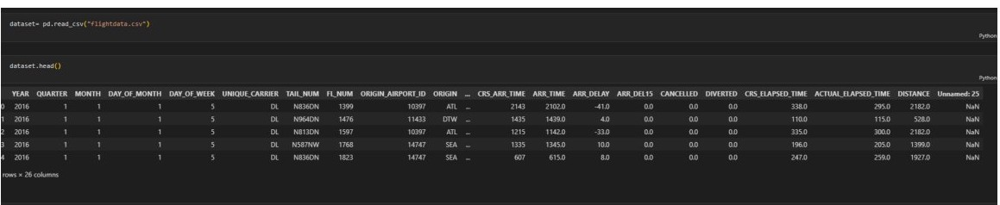 dataset= pd.read_csv("flightdata.csv")
Python
dataset.head()
Python
YEAR QUARTER MONTH DAY_OF_MONTH DAY_OF_WEEK UNIQUE_CARRIER TAIL_NUM FL_NUM ORIGIN_AIRPORT_ID ORIGIN ... CRS_ARR_TIME ARR_TIME ARR_DELAY ARR_DEL15 CANCELLED DIVERTED CRS_ELAPSED_TIME ACTUAL_ELAPSED_TIME DISTANCE Unnamed: 25
0 2016 1 1 1 5 DL N836DN 1399 10397 ATL ... 2143 2102.0 -41.0 0.0 0.0 0.0 338.0 295.0 2182.0 NaN
1 2016 1 1 1 5 DL N964DN 1476 11433 DTW ... 1435 1439.0 4.0 0.0 0.0 0.0 110.0 115.0 528.0 NaN
2 2016 1 1 1 5 DL N813DN 1597 10397 ATL ... 1215 1142.0 -33.0 0.0 0.0 0.0 335.0 300.0 2182.0 NaN
3 2016 1 1 1 5 DL N587NW 1768 14747 SEA ... 1335 1345.0 10.0 0.0 0.0 0.0 196.0 205.0 1399.0 NaN
4 2016 1 1 1 5 DL N836DN 1823 14747 SEA ... 607 615.0 8.0 0.0 0.0 0.0 247.0 259.0 1927.0 NaN
rows × 26 columns